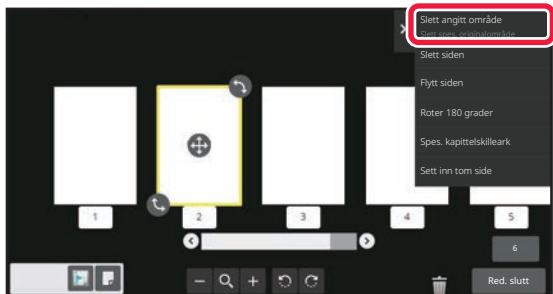 Slett angitt område
Slett spes. originalområde
Slett siden
Flytt siden
Roter 180 grader
Spes. kapittelskilleark
Sett inn tom side
1
2
3
4
5
6
Red. slutt